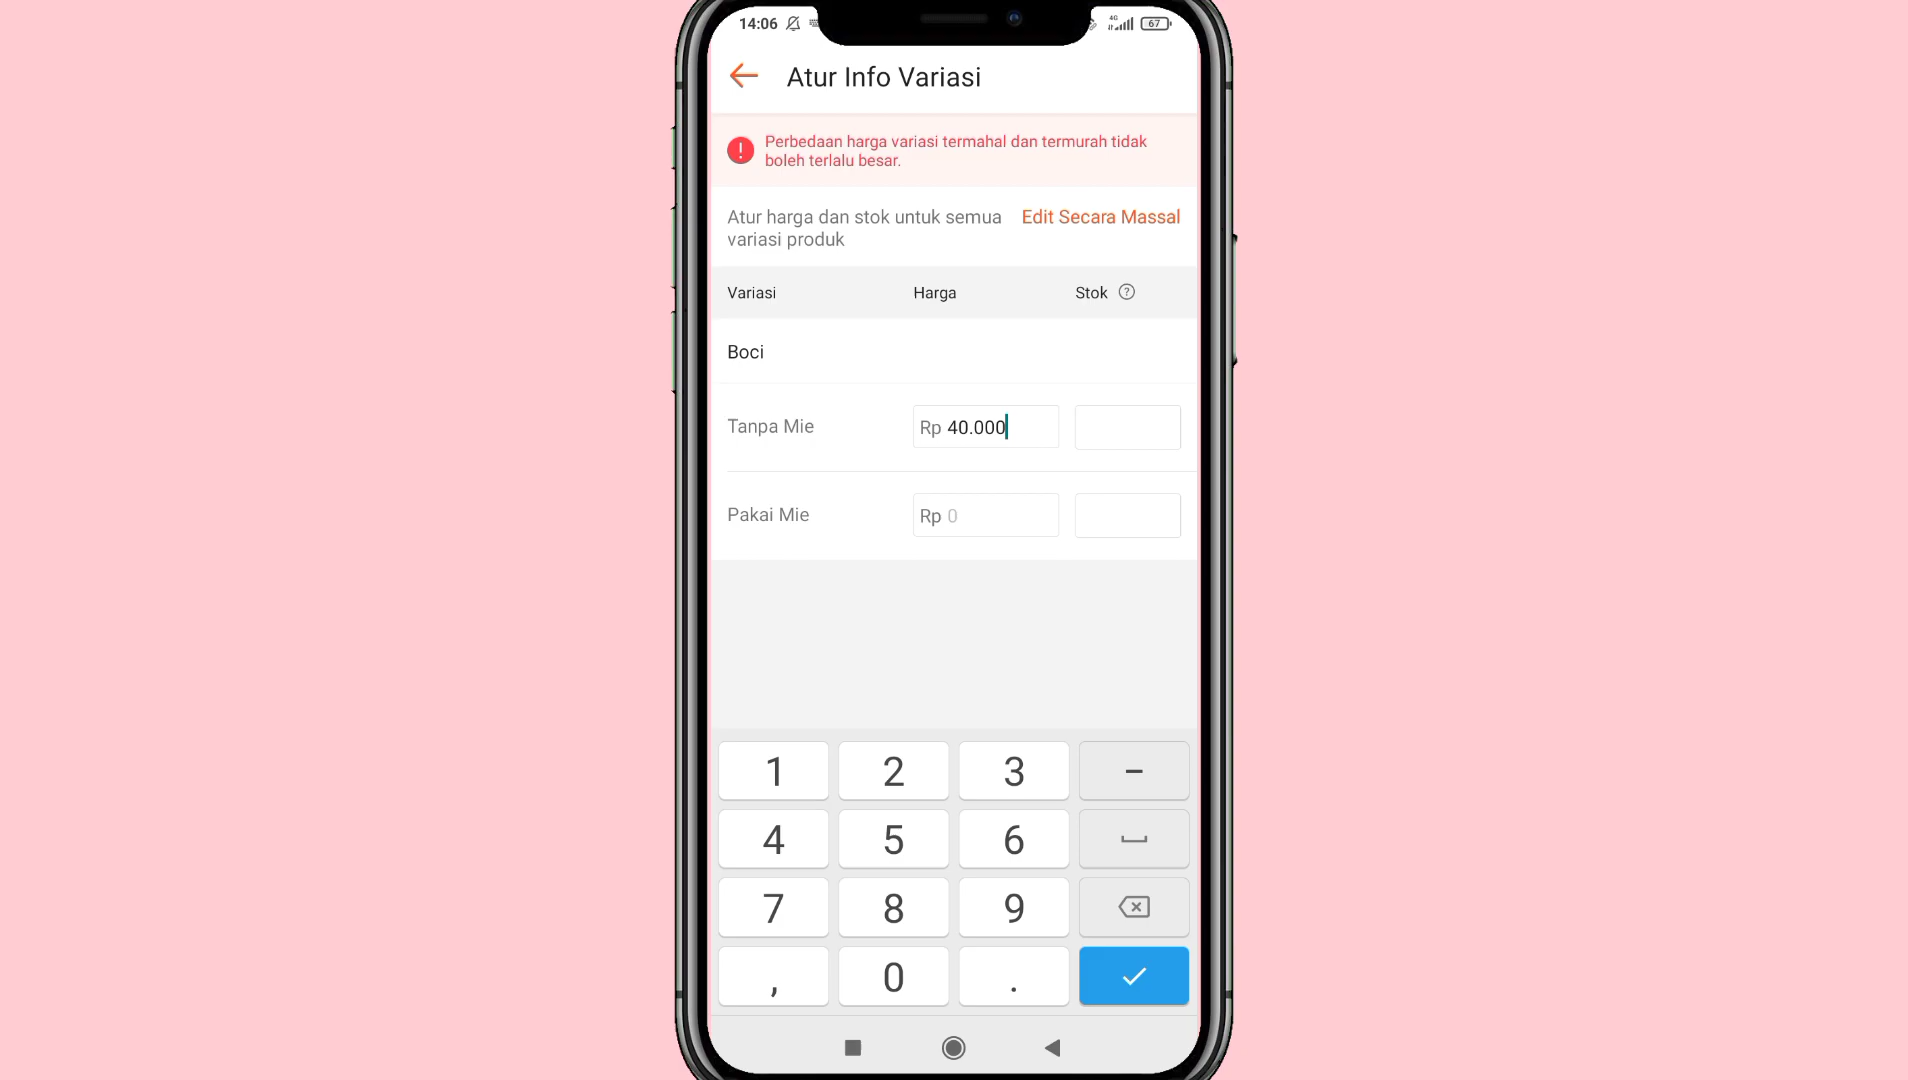 14:06
4G
67
Atur Info Variasi
Perbedaan harga variasi termahal dan termurah tidak
boleh terlalu besar.
Atur harga dan stok untuk semua
variasi produk
Edit Secara Massal
Variasi Harga Stok ?
Boci
Tanpa Mie Rp 40.000
Pakai Mie Rp 0
1 2 3 -
4 5 6
7 8 9
, 0 .